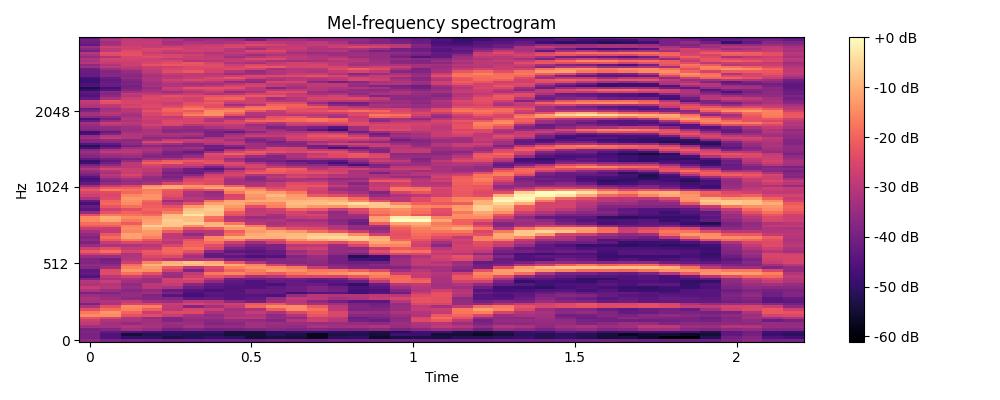 Mel-frequency spectrogram
+0 dB
-10 dB
-20 dB
-30 dB
-40 dB
-50 dB
-60 dB
Hz
2048
1024
512
0
0 0.5 1 1.5 2
Time